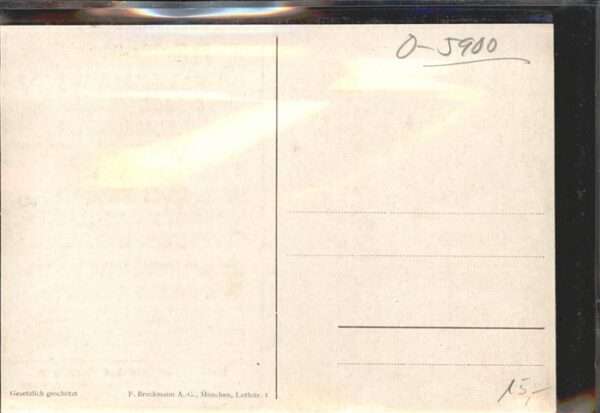 0-5900
Gesetzlich geschützt
F. Bruckmann A.-G., München, Lothstr. 1
15,-